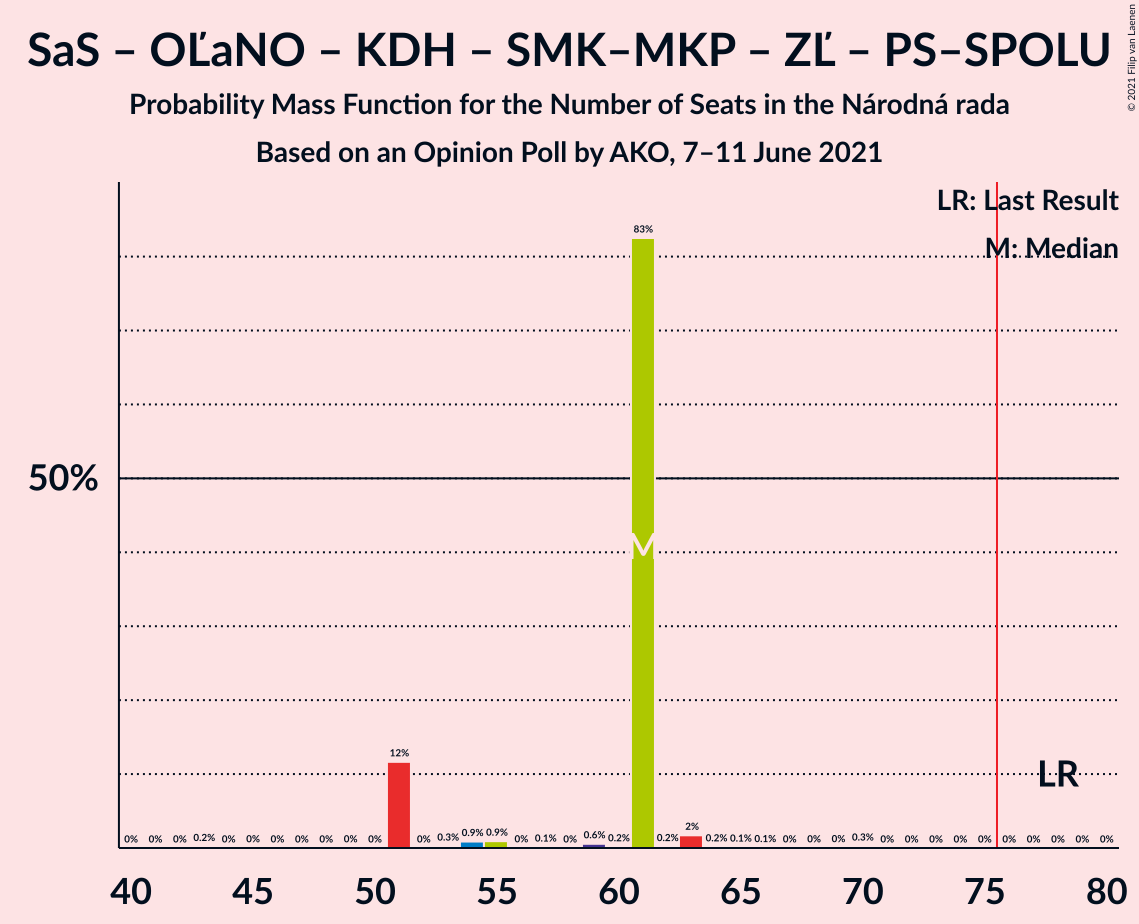 SaS – OĽaNO – KDH – SMK–MKP – ZĽ – PS–SPOLU
Probability Mass Function for the Number of Seats in the Národná rada
Based on an Opinion Poll by AKO, 7–11 June 2021
© 2021 Filip van Laenen
LR: Last Result
M: Median
83%
50%
M
12%
LR
0% 0% 0% 0.2% 0% 0% 0% 0% 0% 0% 0% 0% 0.3% 0.9% 0.9% 0% 0.1% 0% 0.6% 0.2% 0.2% 2% 0.2% 0.1% 0.1% 0% 0% 0% 0.3% 0% 0% 0% 0% 0% 0% 0% 0% 0% 0%
40 45 50 55 60 65 70 75 80